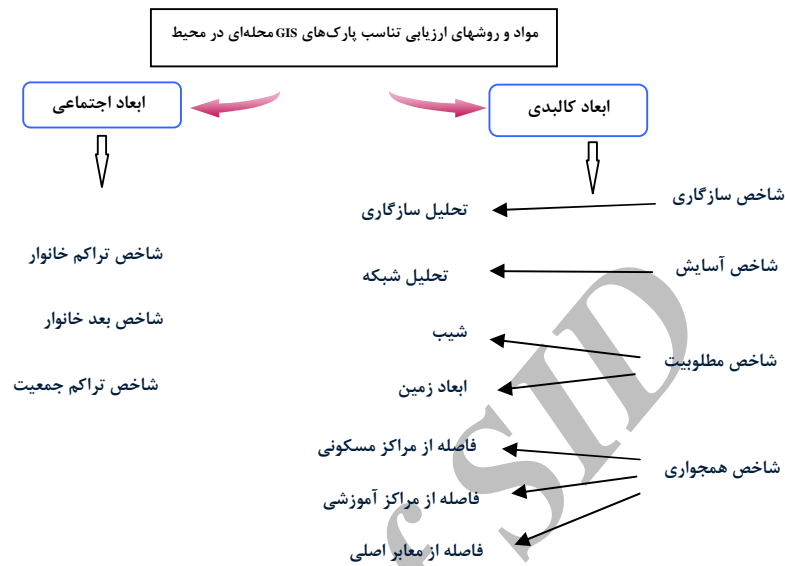 مواد و روشهای ارزیابی تناسب پارک‌های GIS محله‌ای در محیط
ابعاد کالبدی
ابعاد اجتماعی
شاخص سازگاری
تحلیل سازگاری
شاخص آسایش
تحلیل شبکه
شاخص مطلوبیت
شیب
ابعاد زمین
شاخص همجواری
فاصله از مراکز مسکونی
فاصله از مراکز آموزشی
فاصله از معابر اصلی
شاخص تراکم خانوار
شاخص بعد خانوار
شاخص تراکم جمعیت
f SID